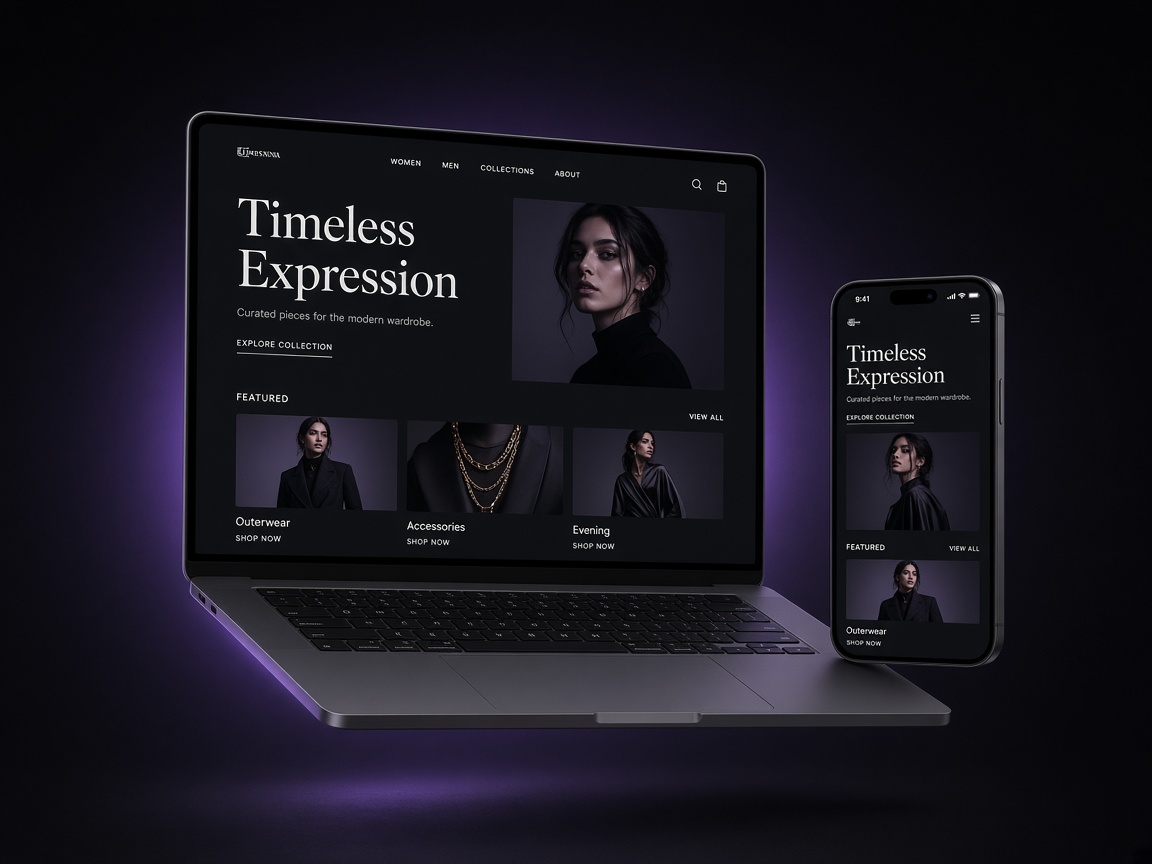 WOMEN MEN COLLECTIONS ABOUT
Timeless
Expression
Curated pieces for the modern wardrobe.
EXPLORE COLLECTION
FEATURED
VIEW ALL
Outerwear
SHOP NOW
Accessories
SHOP NOW
Evening
SHOP NOW
9:41
Timeless
Expression
Curated pieces for the modern wardrobe.
EXPLORE COLLECTION
FEATURED VIEW ALL
Outerwear
SHOP NOW